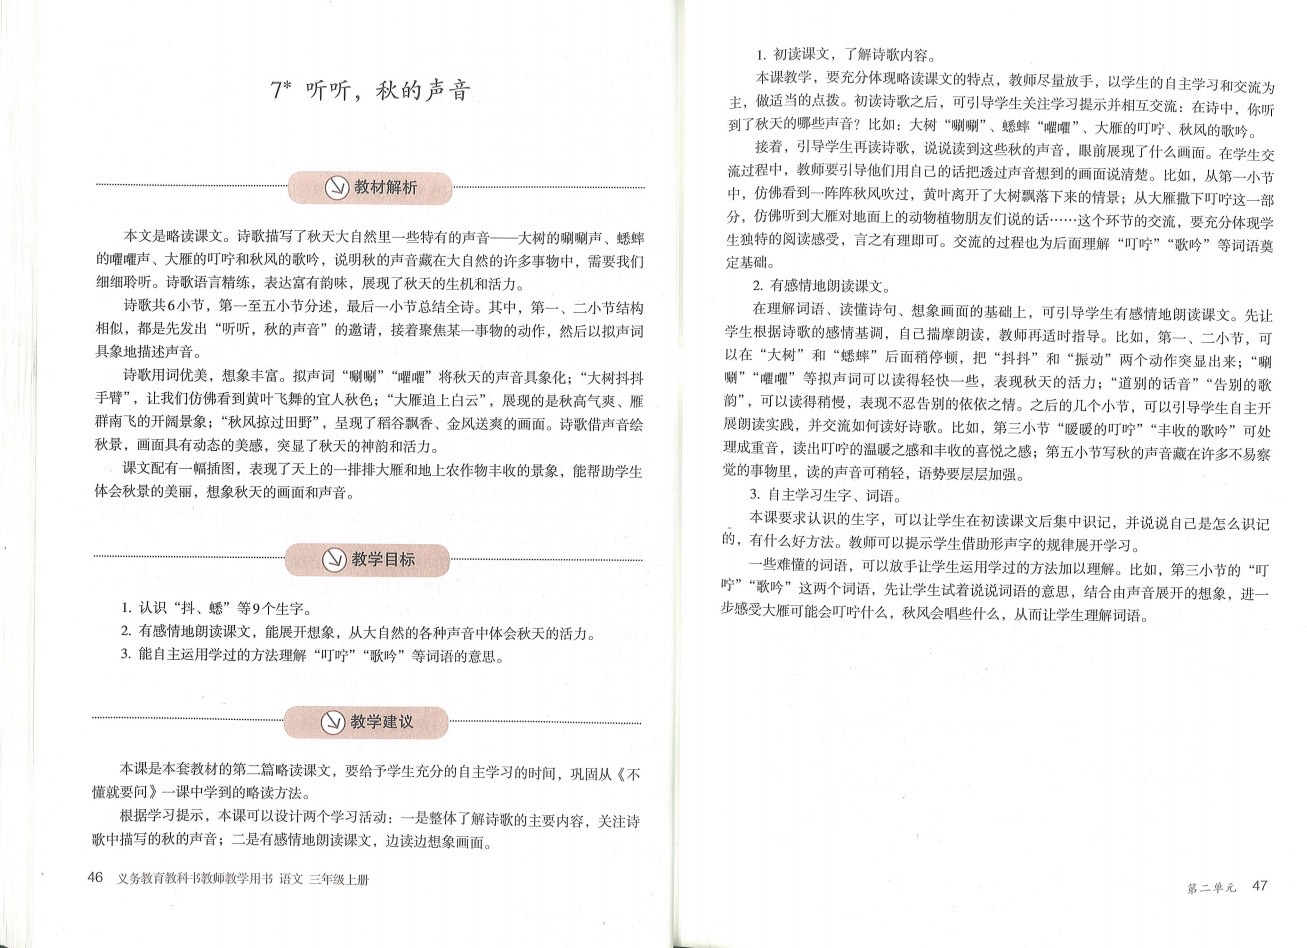 7* 听听，秋的声音
教材解析
本文是略读课文。诗歌描写了秋天大自然里一些特有的声音——大树的唰唰声、蟋蟀
的㘗㘗声、大雁的叮咛和秋风的歌吟，说明秋的声音藏在大自然的许多事物中，需要我们
细细聆听。诗歌语言精练，表达富有韵味，展现了秋天的生机和活力。
诗歌共6小节，第一至五小节分述，最后一小节总结全诗。其中，第一、二小节结构
相似，都是先发出“听听，秋的声音”的邀请，接着聚焦某一事物的动作，然后以拟声词
具象地描述声音。
诗歌用词优美，想象丰富。拟声词“唰唰”“㘗㘗”将秋天的声音具象化；“大树抖抖
手臂”，让我们仿佛看到黄叶飞舞的宜人秋色；“大雁追上白云”，展现的是秋高气爽、雁
群南飞的开阔景象；“秋风掠过田野”，呈现了稻谷飘香、金风送爽的画面。诗歌借声音绘
秋景，画面具有动态的美感，突显了秋天的神韵和活力。
课文配有一幅插图，表现了天上的一排排大雁和地上农作物丰收的景象，能帮助学生
体会秋景的美丽，想象秋天的画面和声音。
教学目标
1. 认识“抖、蟋”等9个生字。
2. 有感情地朗读课文，能展开想象，从大自然的各种声音中体会秋天的活力。
3. 能自主运用学过的方法理解“叮咛”“歌吟”等词语的意思。
教学建议
本课是本套教材的第二篇略读课文，要给予学生充分的自主学习的时间，巩固从《不
懂就要问》一课中学到的略读方法。
根据学习提示，本课可以设计两个学习活动：一是整体了解诗歌的主要内容，关注诗
歌中描写的秋的声音；二是有感情地朗读课文，边读边想象画面。
46 义务教育教科书教师教学用书 语文 三年级上册
1. 初读课文，了解诗歌内容。
本课教学，要充分体现略读课文的特点，教师尽量放手，以学生的自主学习和交流为
主，做适当的点拨。初读诗歌之后，可引导学生关注学习提示并相互交流：在诗中，你听
到了秋天的哪些声音？比如：大树“唰唰”、蟋蟀“㘗㘗”、大雁的叮咛、秋风的歌吟。
接着，引导学生再读诗歌，说说读到这些秋的声音，眼前展现了什么画面。在学生交
流过程中，教师要引导他们用自己的话把透过声音想到的画面说清楚。比如，从第一小节
中，仿佛看到一阵阵秋风吹过，黄叶离开了大树飘落下来的情景；从大雁撒下叮咛这一部
分，仿佛听到大雁对地面上的动物植物朋友们说的话……这个环节的交流，要充分体现学
生独特的阅读感受，言之有理即可。交流的过程也为后面理解“叮咛”“歌吟”等词语奠
定基础。
2. 有感情地朗读课文。
在理解词语、读懂诗句、想象画面的基础上，可引导学生有感情地朗读课文。先让
学生根据诗歌的感情基调，自己揣摩朗读，教师再适时指导。比如，第一、二小节，可
以在“大树”和“蟋蟀”后面稍停顿，把“抖抖”和“振动”两个动作突显出来；“唰
唰”“㘗㘗”等拟声词可以读得轻快一些，表现秋天的活力；“道别的话音”“告别的歌
韵”，可以读得稍慢，表现不忍告别的依依之情。之后的几个小节，可以引导学生自主开
展朗读实践，并交流如何读好诗歌。比如，第三小节“暖暖的叮咛”“丰收的歌吟”可处
理成重音，读出叮咛的温暖之感和丰收的喜悦之感；第五小节写秋的声音藏在许多不易察
觉的事物里，读的声音可稍轻，语势要层层加强。
3. 自主学习生字、词语。
本课要求认识的生字，可以让学生在初读课文后集中识记，并说说自己是怎么识记
的，有什么好方法。教师可以提示学生借助形声字的规律展开学习。
一些难懂的词语，可以放手让学生运用学过的方法加以理解。比如，第三小节的“叮
咛”“歌吟”这两个词语，先让学生试着说说词语的意思，结合由声音展开的想象，进一
步感受大雁可能会叮咛什么，秋风会唱些什么，从而让学生理解词语。
第二单元 47